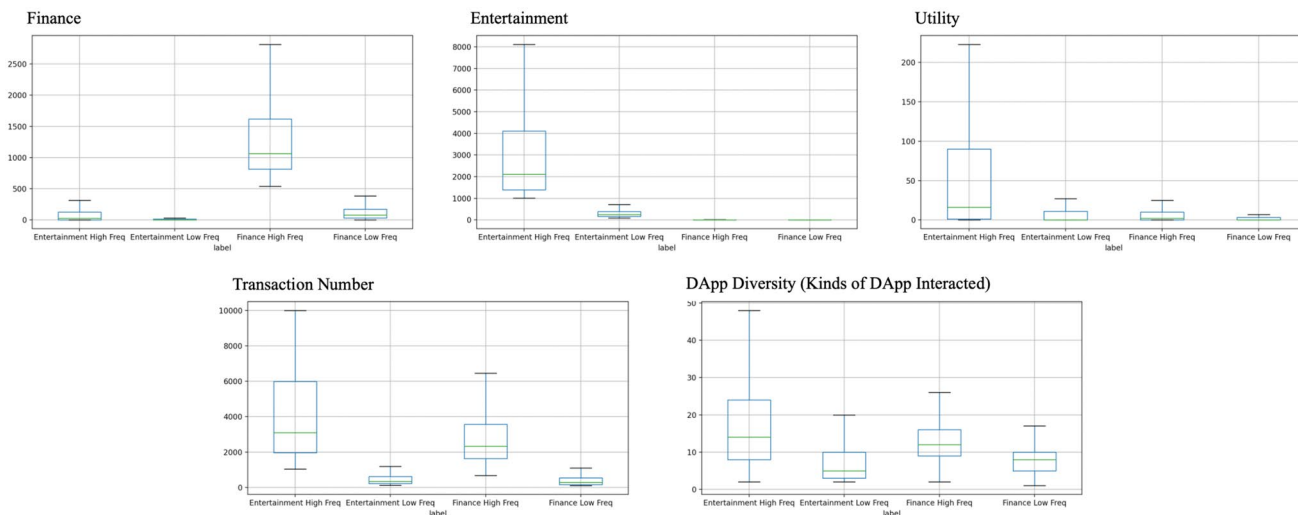 Finance
2500
2000
1500
1000
500
0
Entertainment High Freq Entertainment Low Freq Finance High Freq Finance Low Freq
label
Entertainment
8000
7000
6000
5000
4000
3000
2000
1000
0
Entertainment High Freq Entertainment Low Freq Finance High Freq Finance Low Freq
label
Utility
200
150
100
50
0
Entertainment High Freq Entertainment Low Freq Finance High Freq Finance Low Freq
label
Transaction Number
10000
8000
6000
4000
2000
0
Entertainment High Freq Entertainment Low Freq Finance High Freq Finance Low Freq
label
DApp Diversity (Kinds of DApp Interacted)
50
40
30
20
10
0
Entertainment High Freq Entertainment Low Freq Finance High Freq Finance Low Freq
label